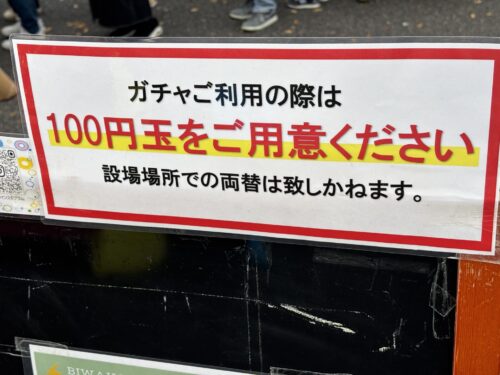 ガチャご利用の際は
100円玉をご用意ください
設場場所での両替は致しかねます。
BIWA